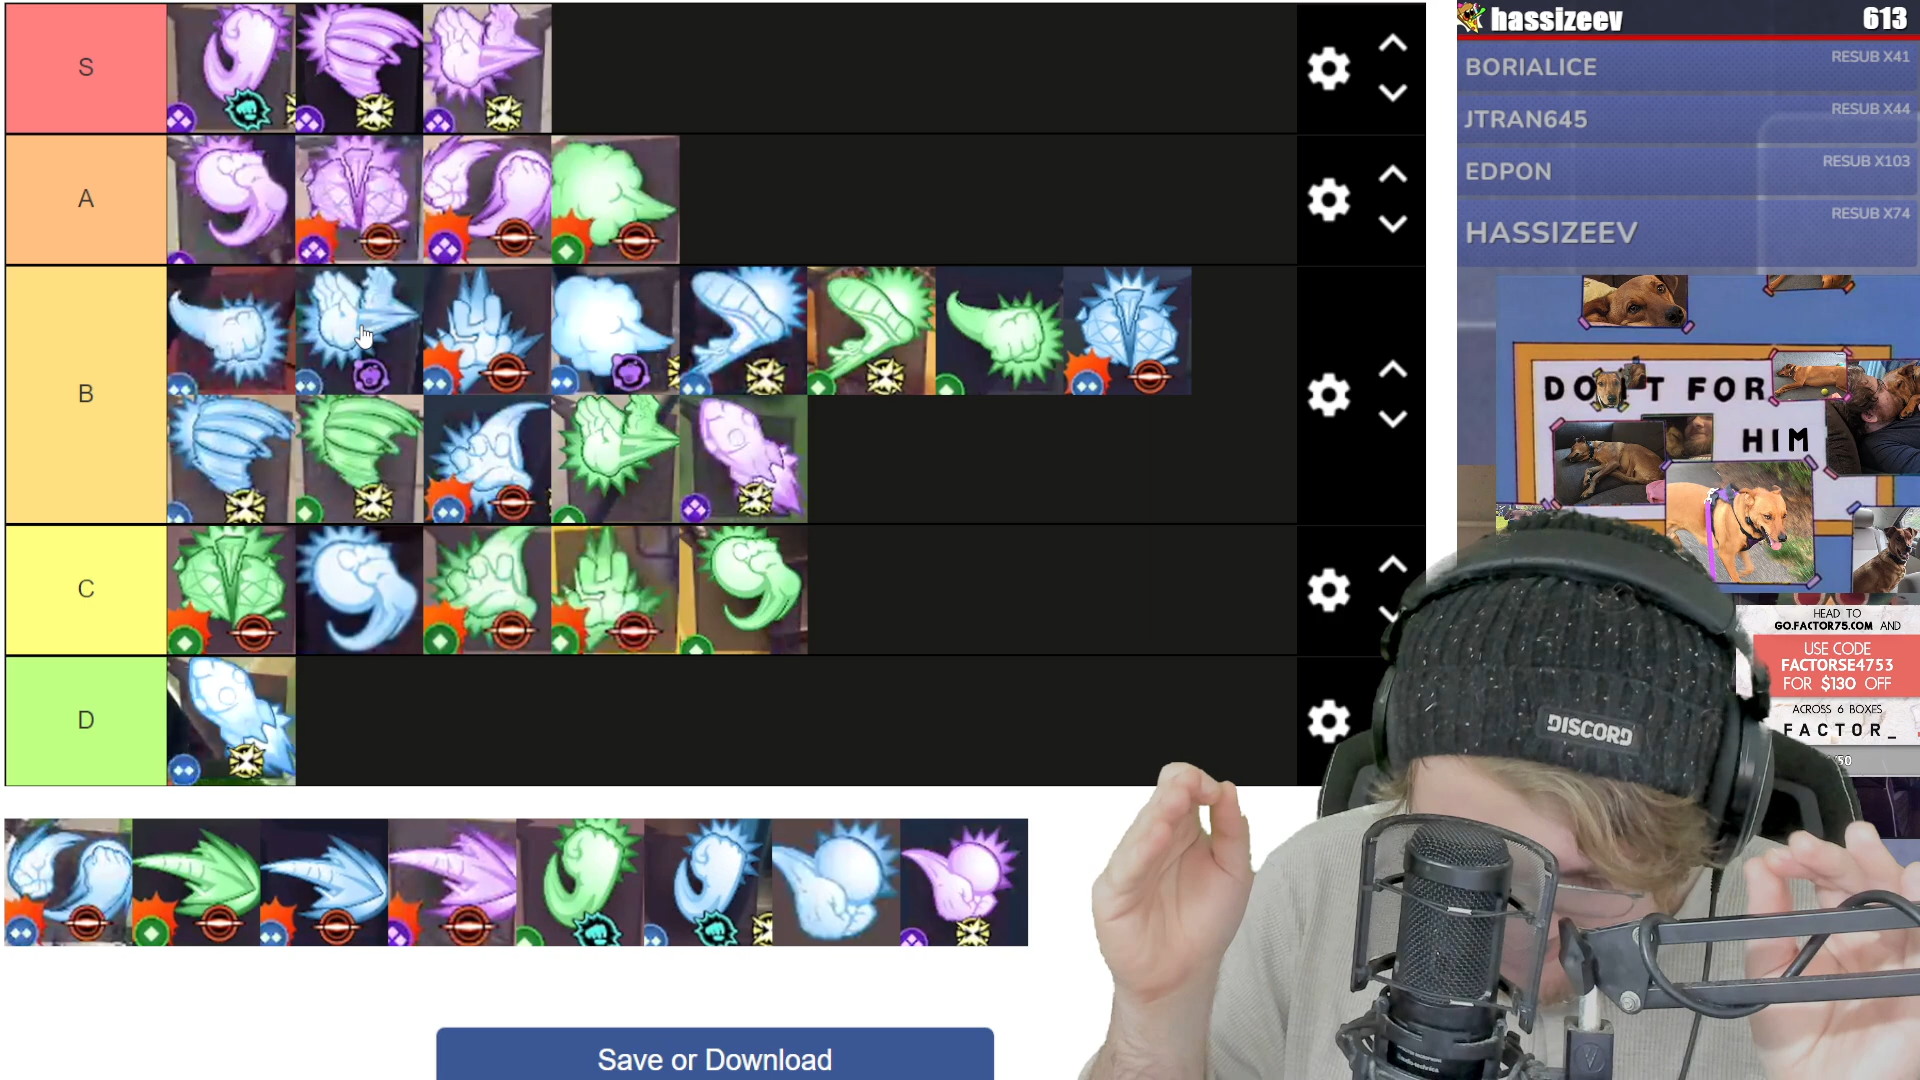 S
A
B
C
D
Save or Download
hassizeev 613
BORIALICE RESUB X41
JTRAN645 RESUB X44
EDPON RESUB X103
HASSIZEEV RESUB X74
DO T FOR
HIM
HEAD TO
GO.FACTOR75.COM AND
USE CODE
FACTORSE4753
FOR $130 OFF
ACROSS 6 BOXES
FACTOR_
DISCORD